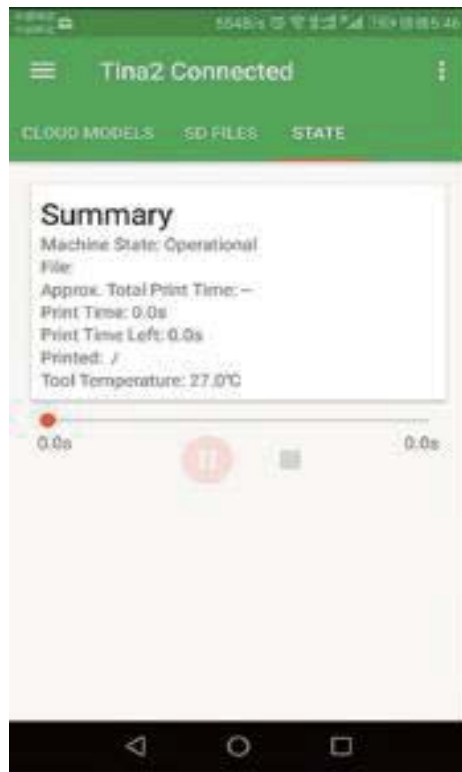 Tina2 Connected
CLOUD MODELS SD FILES STATE
Summary
Machine State: Operational
File:
Approx. Total Print Time: --
Print Time: 0.0s
Print Time Left: 0.0s
Printed: /
Tool Temperature: 27.0°C
0.0s 0.0s